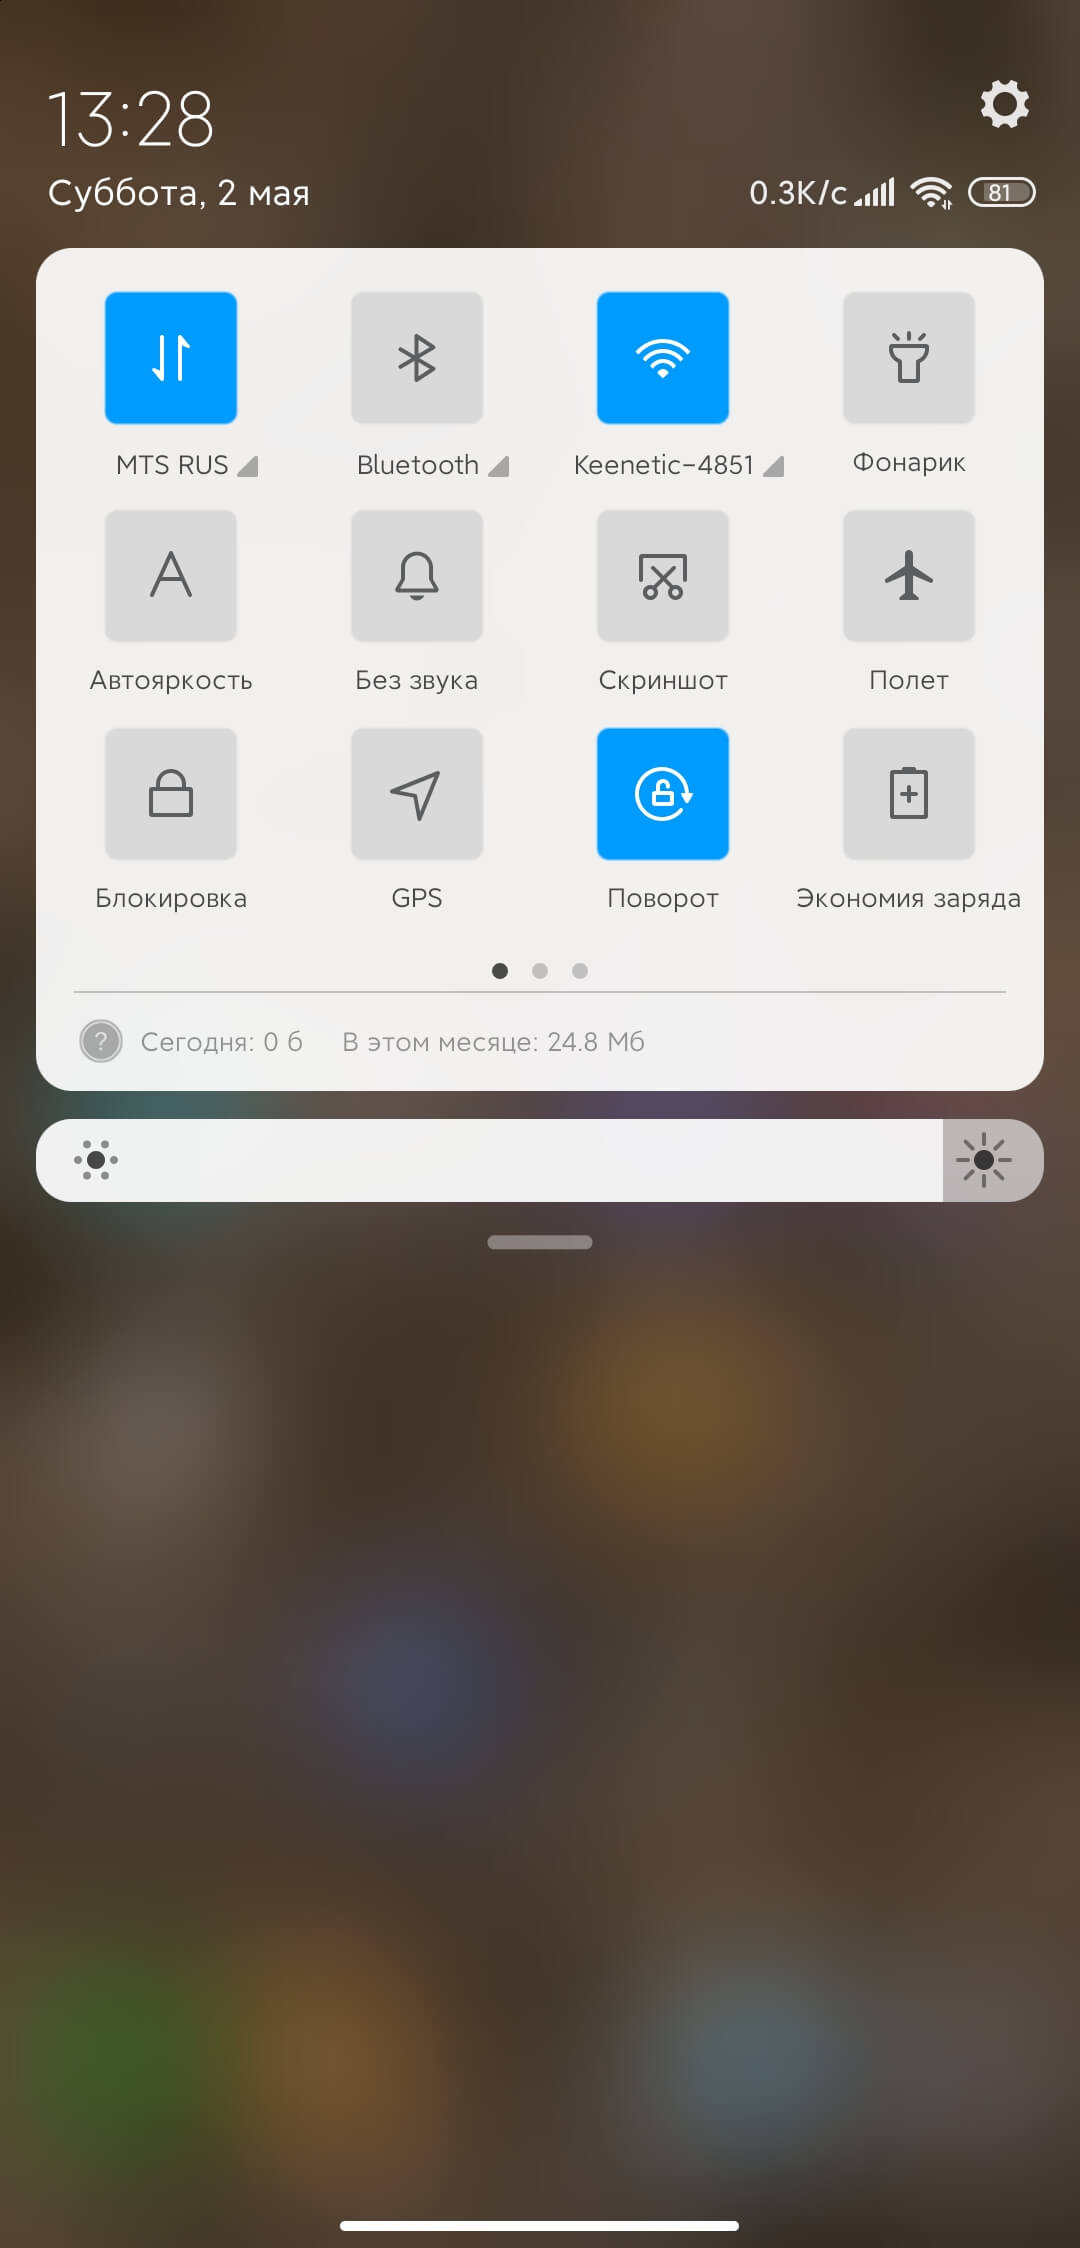 13:28
Суббота, 2 мая
0.3K/с 81
MTS RUS Bluetooth Keenetic-4851 Фонарик
Автояркость Без звука Скриншот Полет
Блокировка GPS Поворот Экономия заряда
? Сегодня: 0 б В этом месяце: 24.8 Мб